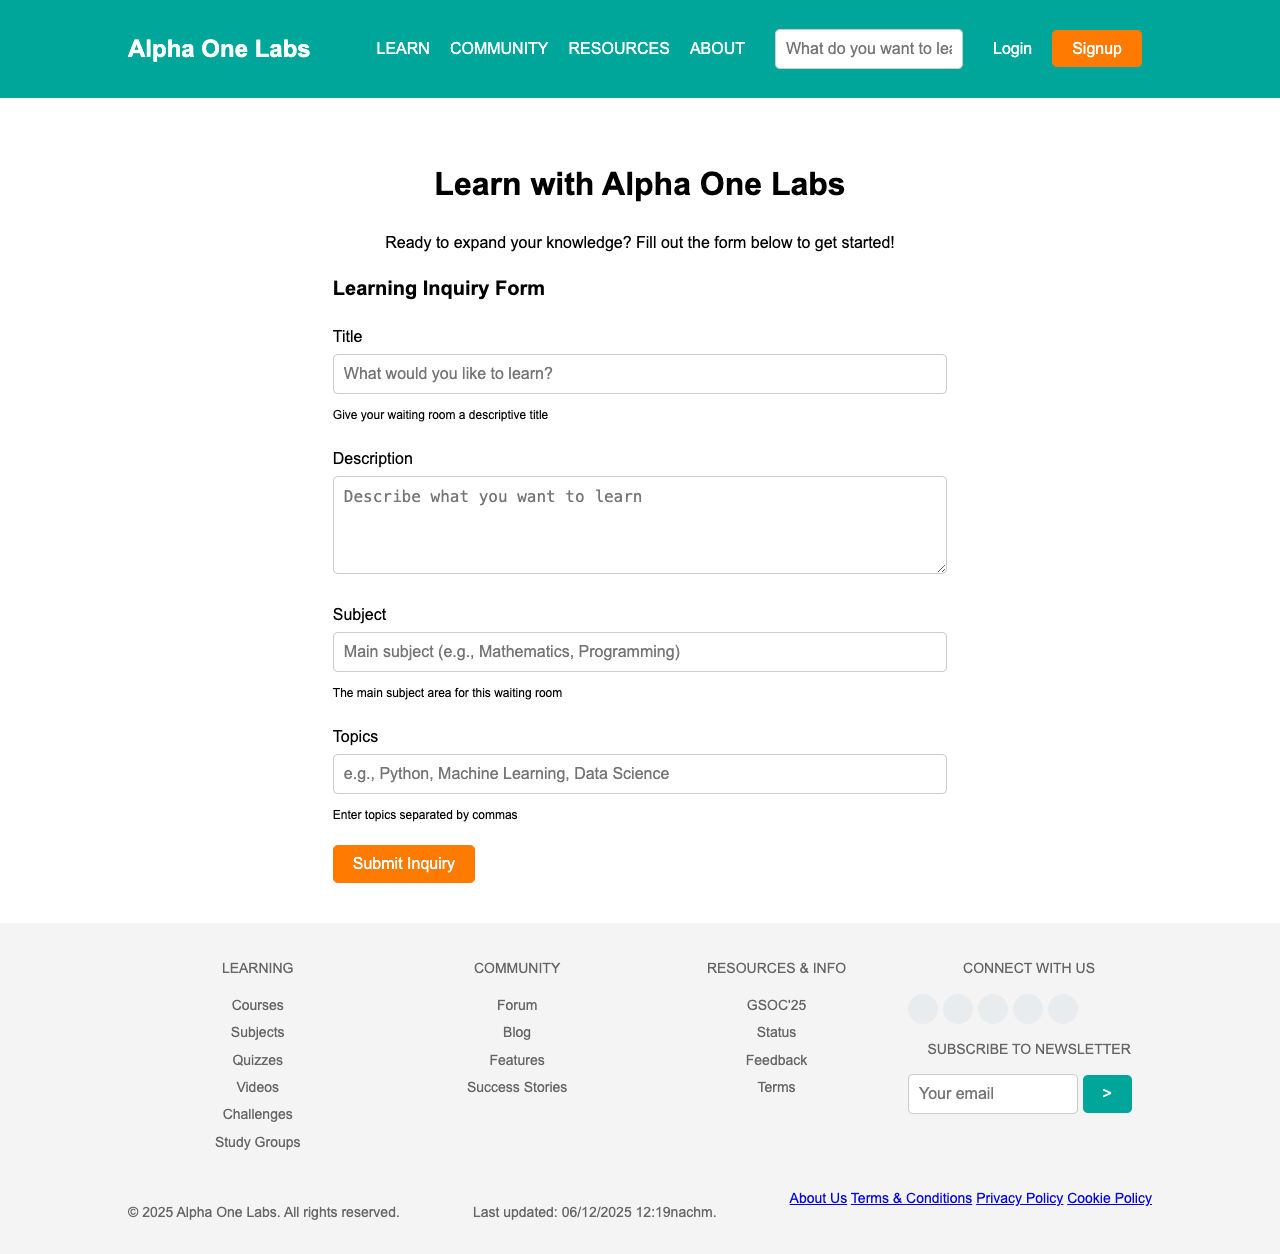 Alpha One Labs
LEARN COMMUNITY RESOURCES ABOUT
What do you want to lea
Login
Signup
Learn with Alpha One Labs
Ready to expand your knowledge? Fill out the form below to get started!
Learning Inquiry Form
Title
What would you like to learn?
Give your waiting room a descriptive title
Description
Describe what you want to learn
Subject
Main subject (e.g., Mathematics, Programming)
The main subject area for this waiting room
Topics
e.g., Python, Machine Learning, Data Science
Enter topics separated by commas
Submit Inquiry
LEARNING
Courses
Subjects
Quizzes
Videos
Challenges
Study Groups
COMMUNITY
Forum
Blog
Features
Success Stories
RESOURCES & INFO
GSOC'25
Status
Feedback
Terms
CONNECT WITH US
SUBSCRIBE TO NEWSLETTER
Your email
>
© 2025 Alpha One Labs. All rights reserved.
Last updated: 06/12/2025 12:19nachm.
About Us Terms & Conditions Privacy Policy Cookie Policy